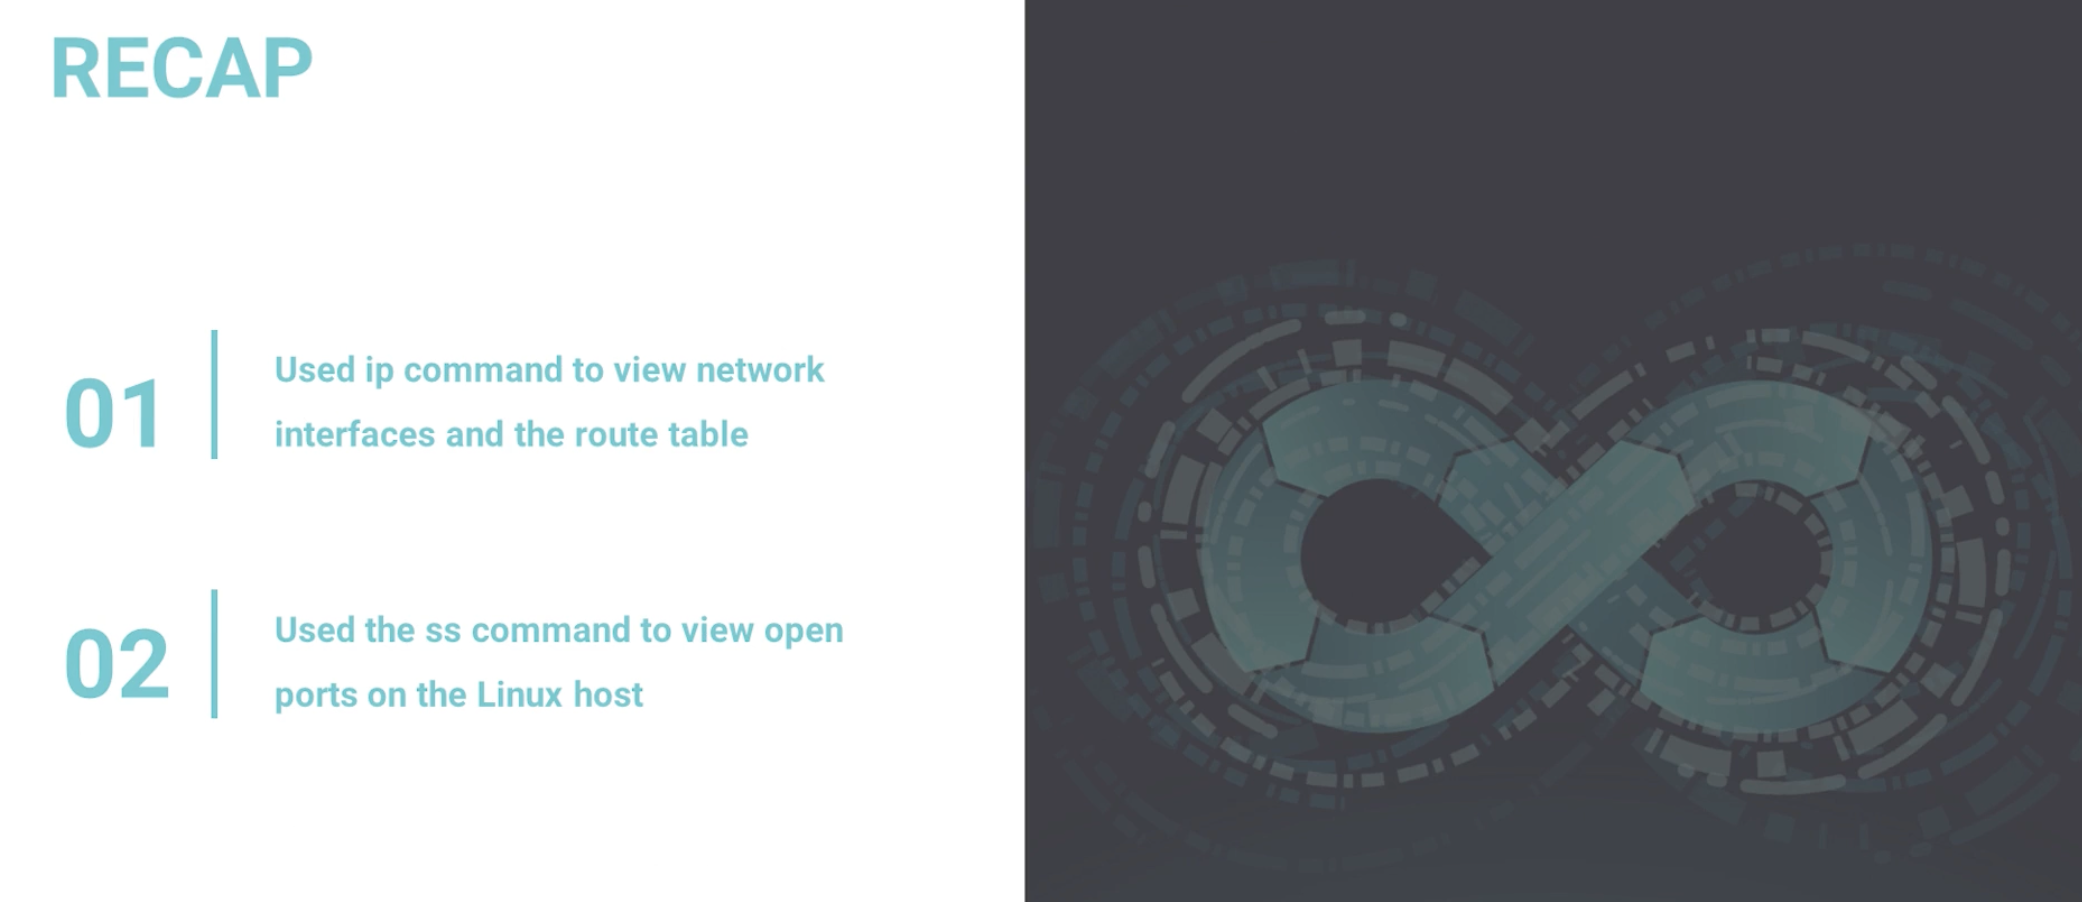 RECAP
01
Used ip command to view network
interfaces and the route table
02
Used the ss command to view open
ports on the Linux host